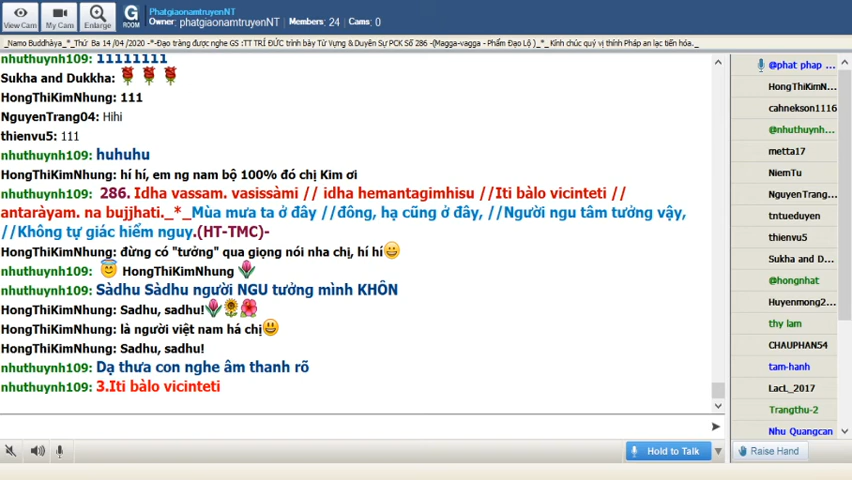 View Cam
My Cam
Enlarge
G
ROOM
PhatgiaonamtruyenNT
Owner: phatgiaonamtruyenNT Members: 24 Cams: 0
_Namo Buddhàya_*_Thứ Ba 14 /04 /2020 -*-Đạo tràng được nghe GS :TT TRÍ ĐỨC trình bày Từ Vựng & Duyên Sự PCK Số 286 -(Magga-vagga - Phẩm Đạo Lộ )_*_ Kính chúc quý vị thính Pháp an lạc tiến hóa._
nhuthuynh109: 11111111
Sukha and Dukkha:
HongThiKimNhung: 111
NguyenTrang04: Hihi
thienvu5: 111
nhuthuynh109: huhuhu
HongThiKimNhung: hí hí, em ng nam bộ 100% đó chị Kim ơi
nhuthuynh109: 286. Idha vassam. vasissàmi // idha hemantagimhisu //Iti bàlo vicinteti //
antaràyam. na bujjhati._*_Mùa mưa ta ở đây //đông, hạ cũng ở đây, //Người ngu tâm tưởng vậy,
//Không tự giác hiểm nguy.(HT-TMC)-
HongThiKimNhung: đừng có "tưởng" qua giọng nói nha chị, hí hí
nhuthuynh109: HongThiKimNhung
nhuthuynh109: Sàdhu Sàdhu người NGU tưởng mình KHÔN
HongThiKimNhung: Sadhu, sadhu!
HongThiKimNhung: là người việt nam há chị
HongThiKimNhung: Sadhu, sadhu!
nhuthuynh109: Dạ thưa con nghe âm thanh rõ
nhuthuynh109: 3.Iti bàlo vicinteti
Hold to Talk
@phat phap ...
HongThiKimN...
cahnekson1116
@nhuthuynh...
metta17
NiemTu
NguyenTrang...
tntueduyen
thienvu5
Sukha and D...
@hongnhat
Huyenmong2...
thy lam
CHAUPHAN54
tam-hanh
LacL_2017
Trangthu-2
Nhu Quangcan
Raise Hand